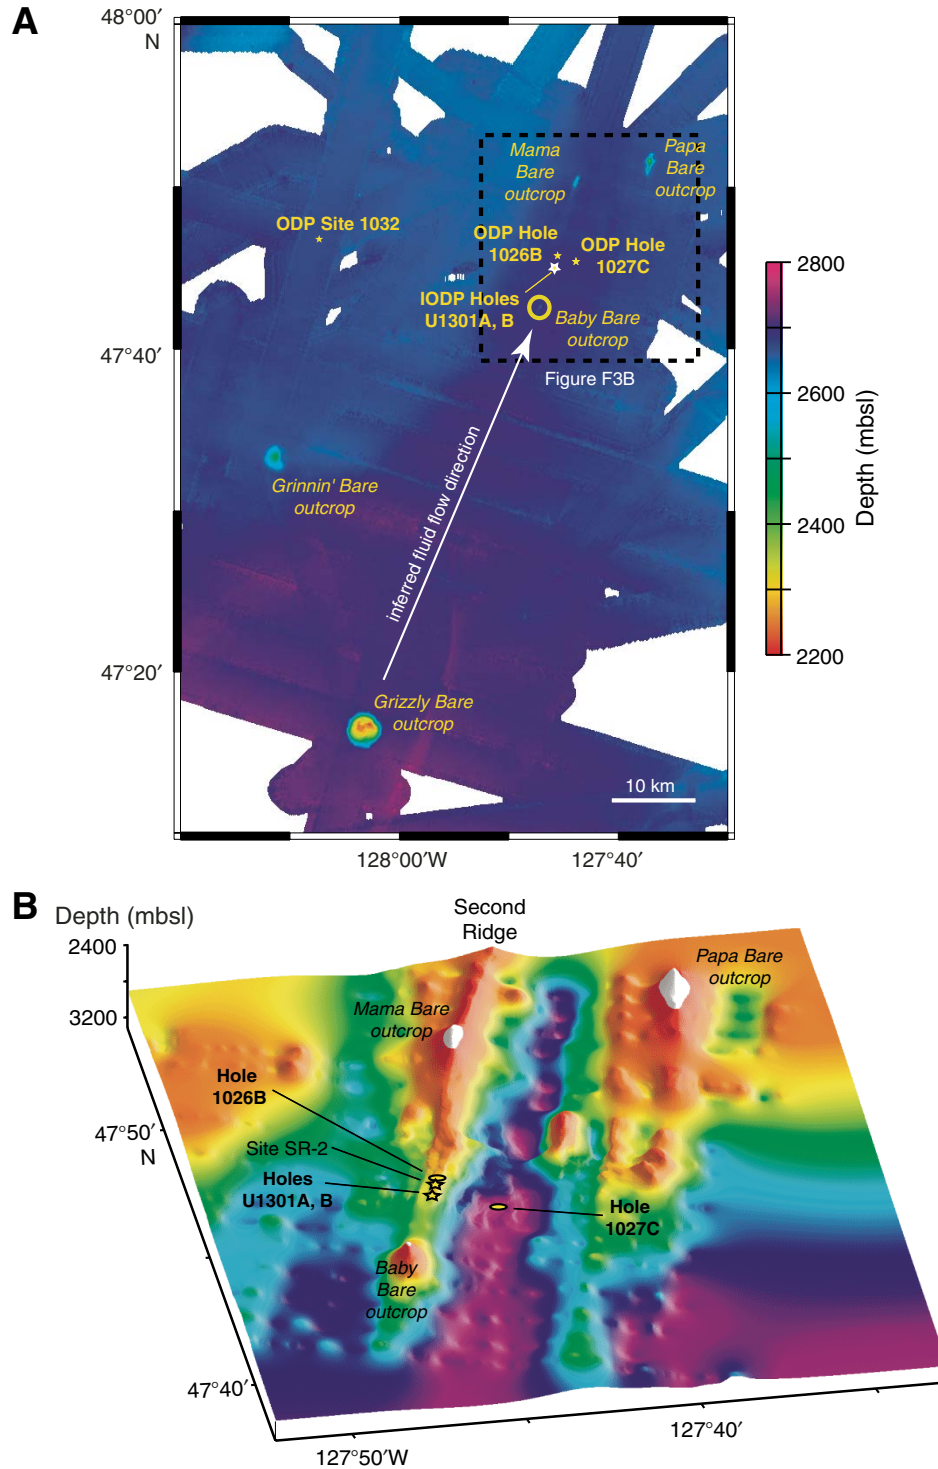 A
48°00′
N
Mama
Bare
outcrop
Papa
Bare
outcrop
ODP Site 1032
ODP Hole
1026B
ODP Hole
1027C
IODP Holes
U1301A, B
Baby Bare
outcrop
47°40′
Figure F3B
inferred fluid flow direction
Grinnin' Bare
outcrop
47°20′
Grizzly Bare
outcrop
10 km
128°00′W
127°40′
2800
2600
2400
2200
Depth (mbsl)
B
Depth (mbsl)
2400
3200
Second
Ridge
Papa Bare
outcrop
Mama Bare
outcrop
Hole
1026B
47°50′
N
Site SR-2
Holes
U1301A, B
Hole
1027C
Baby
Bare
outcrop
47°40′
127°50′W
127°40′